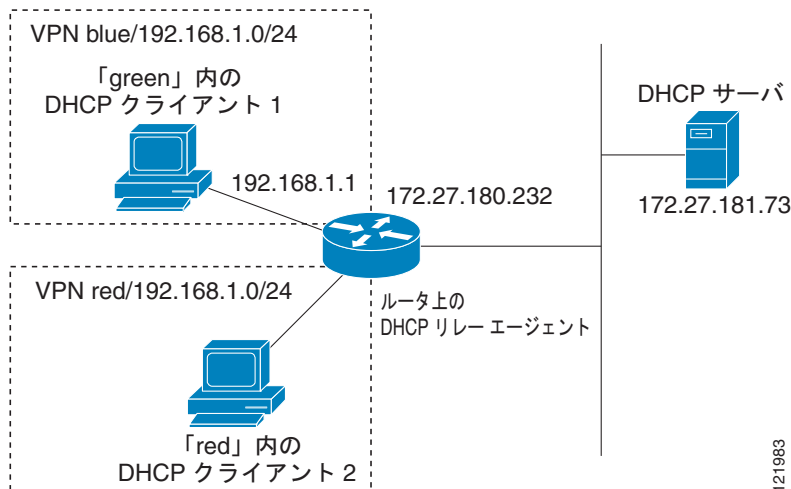 VPN blue/192.168.1.0/24
「green」内の
DHCP クライアント 1
DHCP サーバ
192.168.1.1
172.27.180.232
172.27.181.73
VPN red/192.168.1.0/24
ルータ上の
DHCP リレー エージェント
「red」内の
DHCP クライアント 2
121983